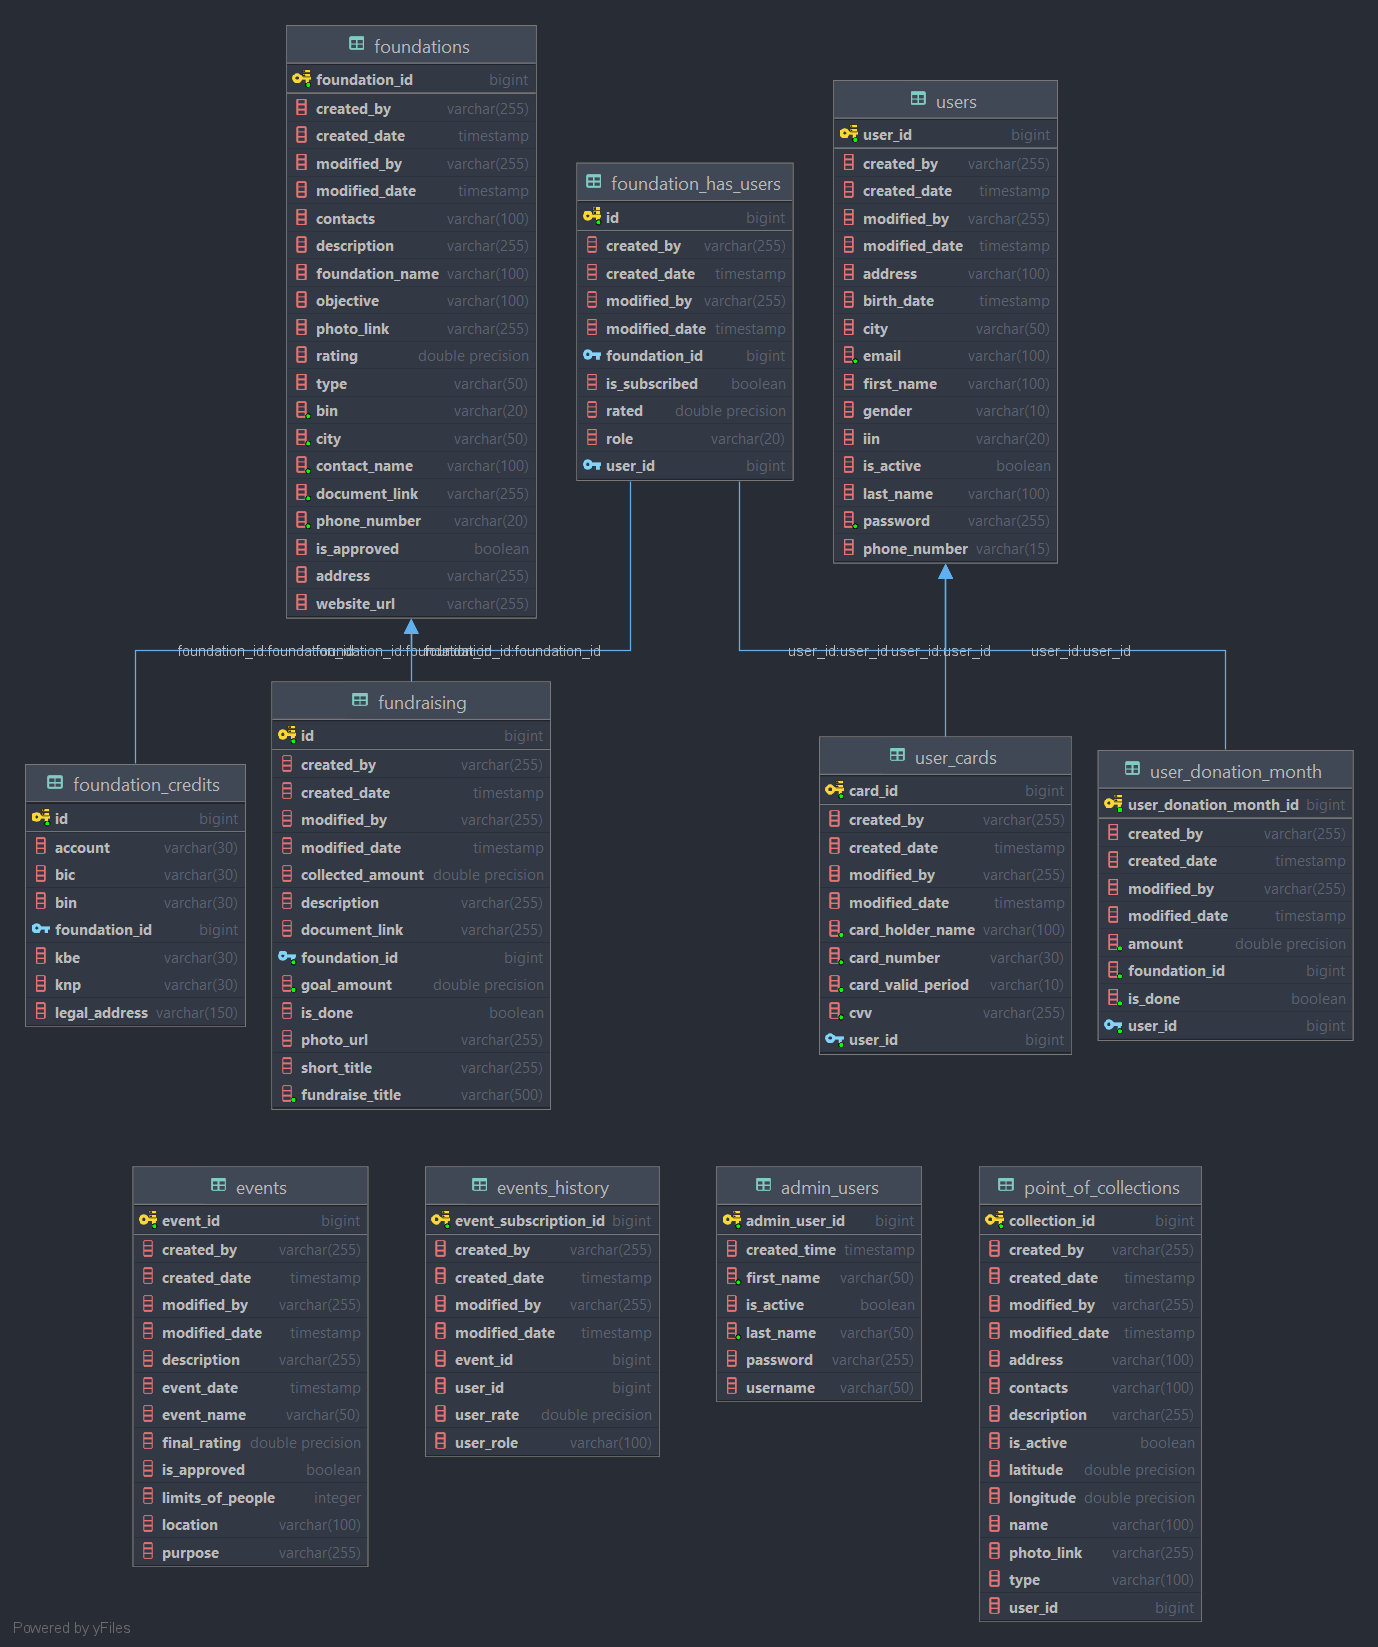 foundations
foundation_id bigint
created_by varchar(255)
created_date timestamp
modified_by varchar(255)
modified_date timestamp
contacts varchar(100)
description varchar(255)
foundation_name varchar(100)
objective varchar(100)
photo_link varchar(255)
rating double precision
type varchar(50)
bin varchar(20)
city varchar(50)
contact_name varchar(100)
document_link varchar(255)
phone_number varchar(20)
is_approved boolean
address varchar(255)
website_url varchar(255)
foundation_has_users
id bigint
created_by varchar(255)
created_date timestamp
modified_by varchar(255)
modified_date timestamp
foundation_id bigint
is_subscribed boolean
rated double precision
role varchar(20)
user_id bigint
users
user_id bigint
created_by varchar(255)
created_date timestamp
modified_by varchar(255)
modified_date timestamp
address varchar(100)
birth_date timestamp
city varchar(50)
email varchar(100)
first_name varchar(100)
gender varchar(10)
iin varchar(20)
is_active boolean
last_name varchar(100)
password varchar(255)
phone_number varchar(15)
foundation_id:foundation_id
foundation_id:foundation_id
foundation_id:foundation_id
user_id:user_id
user_id:user_id
user_id:user_id
foundation_credits
id bigint
account varchar(30)
bic varchar(30)
bin varchar(30)
foundation_id bigint
kbe varchar(30)
knp varchar(30)
legal_address varchar(150)
fundraising
id bigint
created_by varchar(255)
created_date timestamp
modified_by varchar(255)
modified_date timestamp
collected_amount double precision
description varchar(255)
document_link varchar(255)
foundation_id bigint
goal_amount double precision
is_done boolean
photo_url varchar(255)
short_title varchar(255)
fundraise_title varchar(500)
user_cards
card_id bigint
created_by varchar(255)
created_date timestamp
modified_by varchar(255)
modified_date timestamp
card_holder_name varchar(100)
card_number varchar(30)
card_valid_period varchar(10)
cvv varchar(255)
user_id bigint
user_donation_month
user_donation_month_id bigint
created_by varchar(255)
created_date timestamp
modified_by varchar(255)
modified_date timestamp
amount double precision
foundation_id bigint
is_done boolean
user_id bigint
events
event_id bigint
created_by varchar(255)
created_date timestamp
modified_by varchar(255)
modified_date timestamp
description varchar(255)
event_date timestamp
event_name varchar(50)
final_rating double precision
is_approved boolean
limits_of_people integer
location varchar(100)
purpose varchar(255)
events_history
event_subscription_id bigint
created_by varchar(255)
created_date timestamp
modified_by varchar(255)
modified_date timestamp
event_id bigint
user_id bigint
user_rate double precision
user_role varchar(100)
admin_users
admin_user_id bigint
created_time timestamp
first_name varchar(50)
is_active boolean
last_name varchar(50)
password varchar(255)
username varchar(50)
point_of_collections
collection_id bigint
created_by varchar(255)
created_date timestamp
modified_by varchar(255)
modified_date timestamp
address varchar(100)
contacts varchar(100)
description varchar(255)
is_active boolean
latitude double precision
longitude double precision
name varchar(100)
photo_link varchar(255)
type varchar(100)
user_id bigint
Powered by yFiles